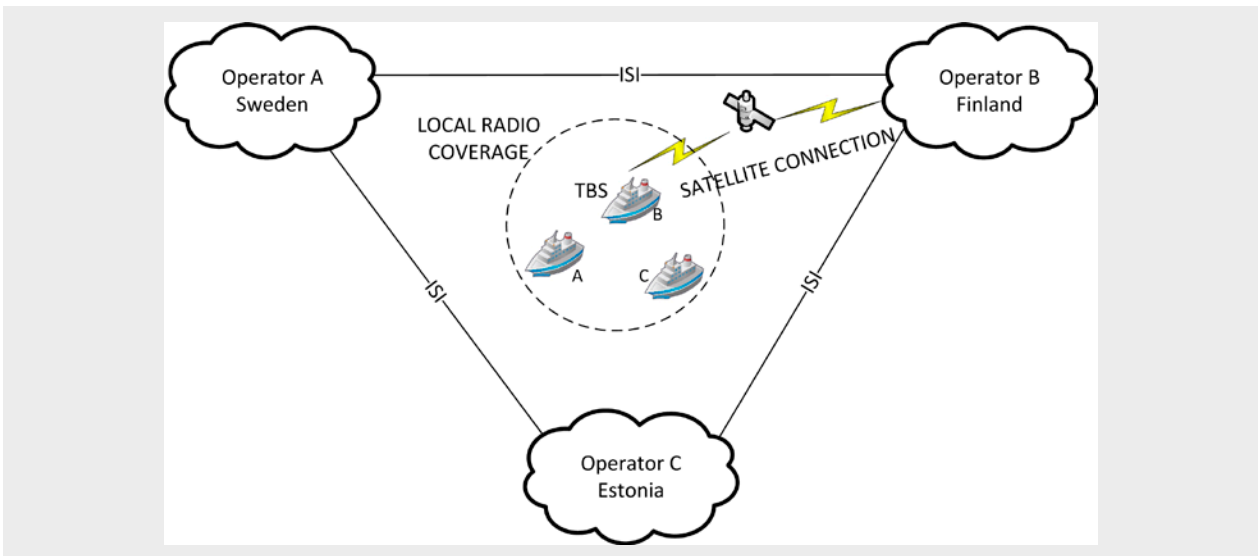 Operator A
Sweden
ISI
Operator B
Finland
LOCAL RADIO
COVERAGE
SATELLITE CONNECTION
TBS
B
A
C
ISI
ISI
Operator C
Estonia